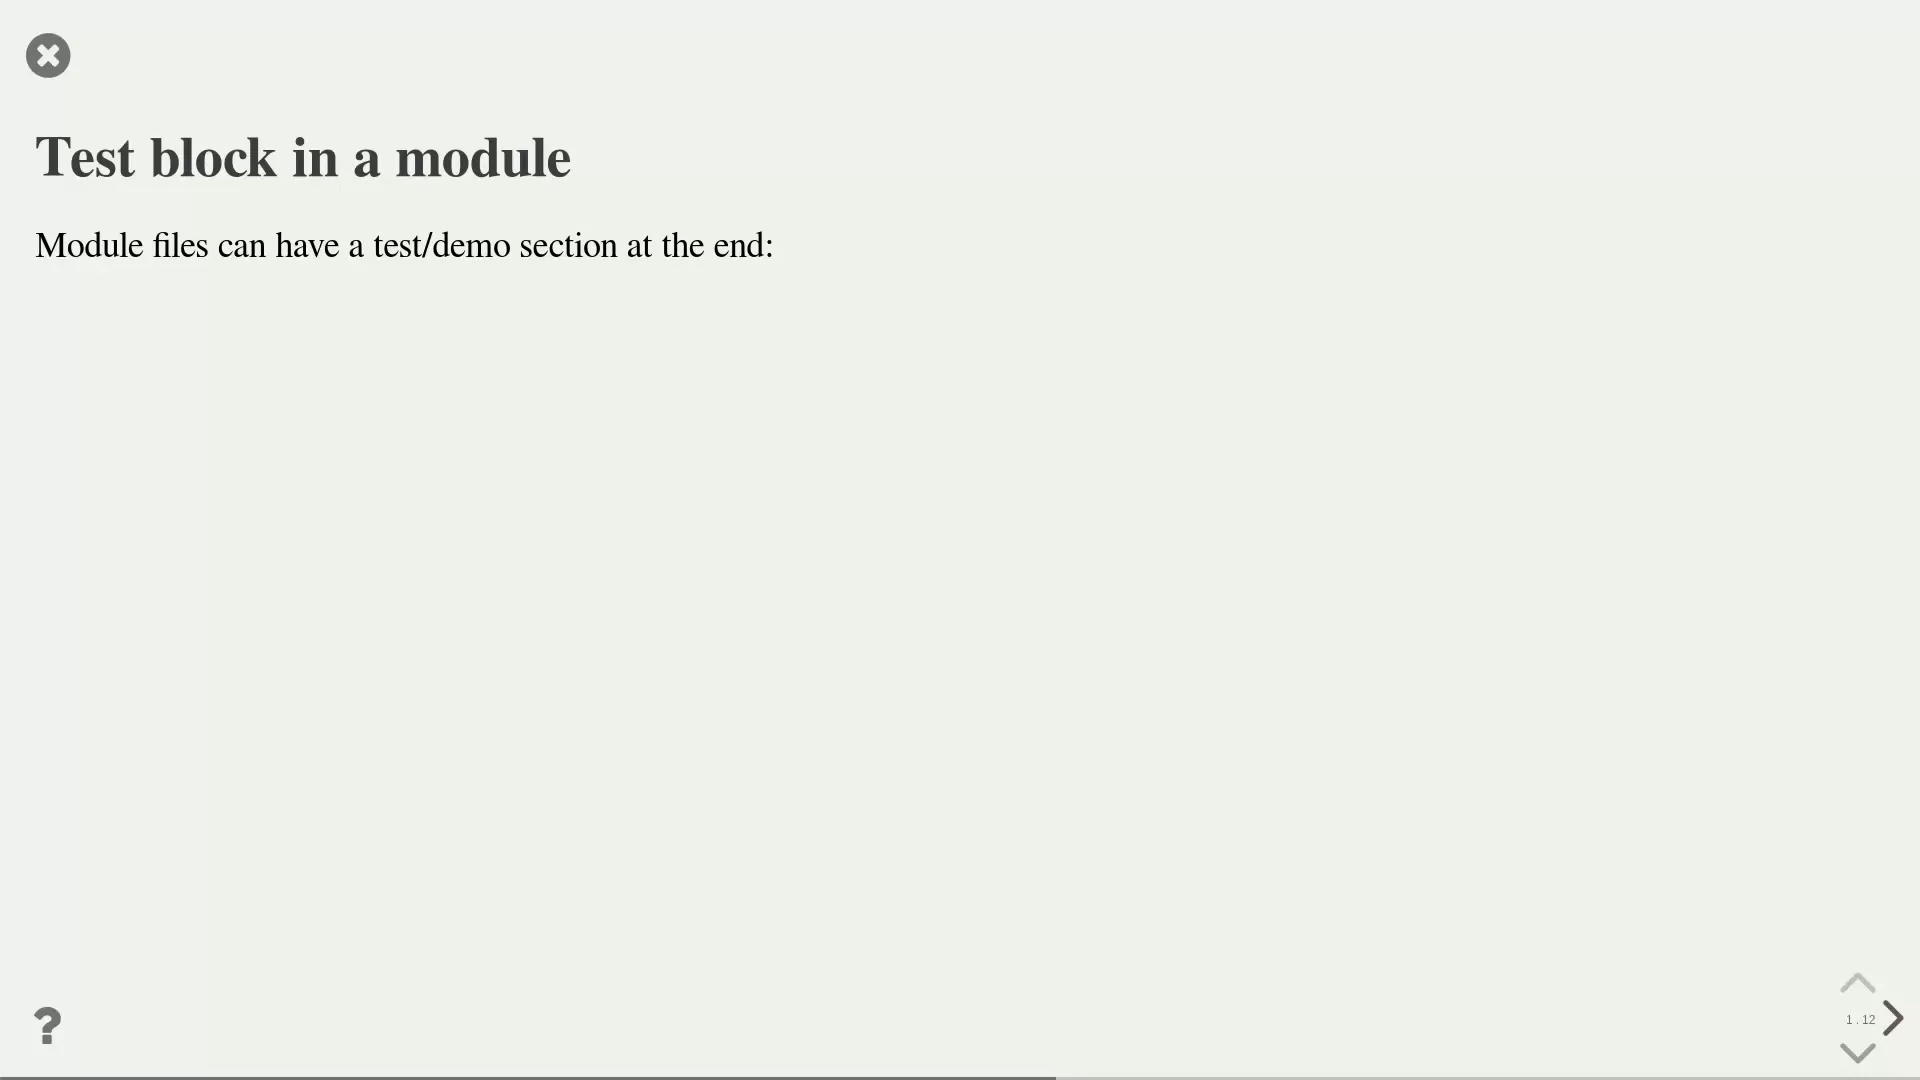 Test block in a module
Module files can have a test/demo section at the end:
1 . 12